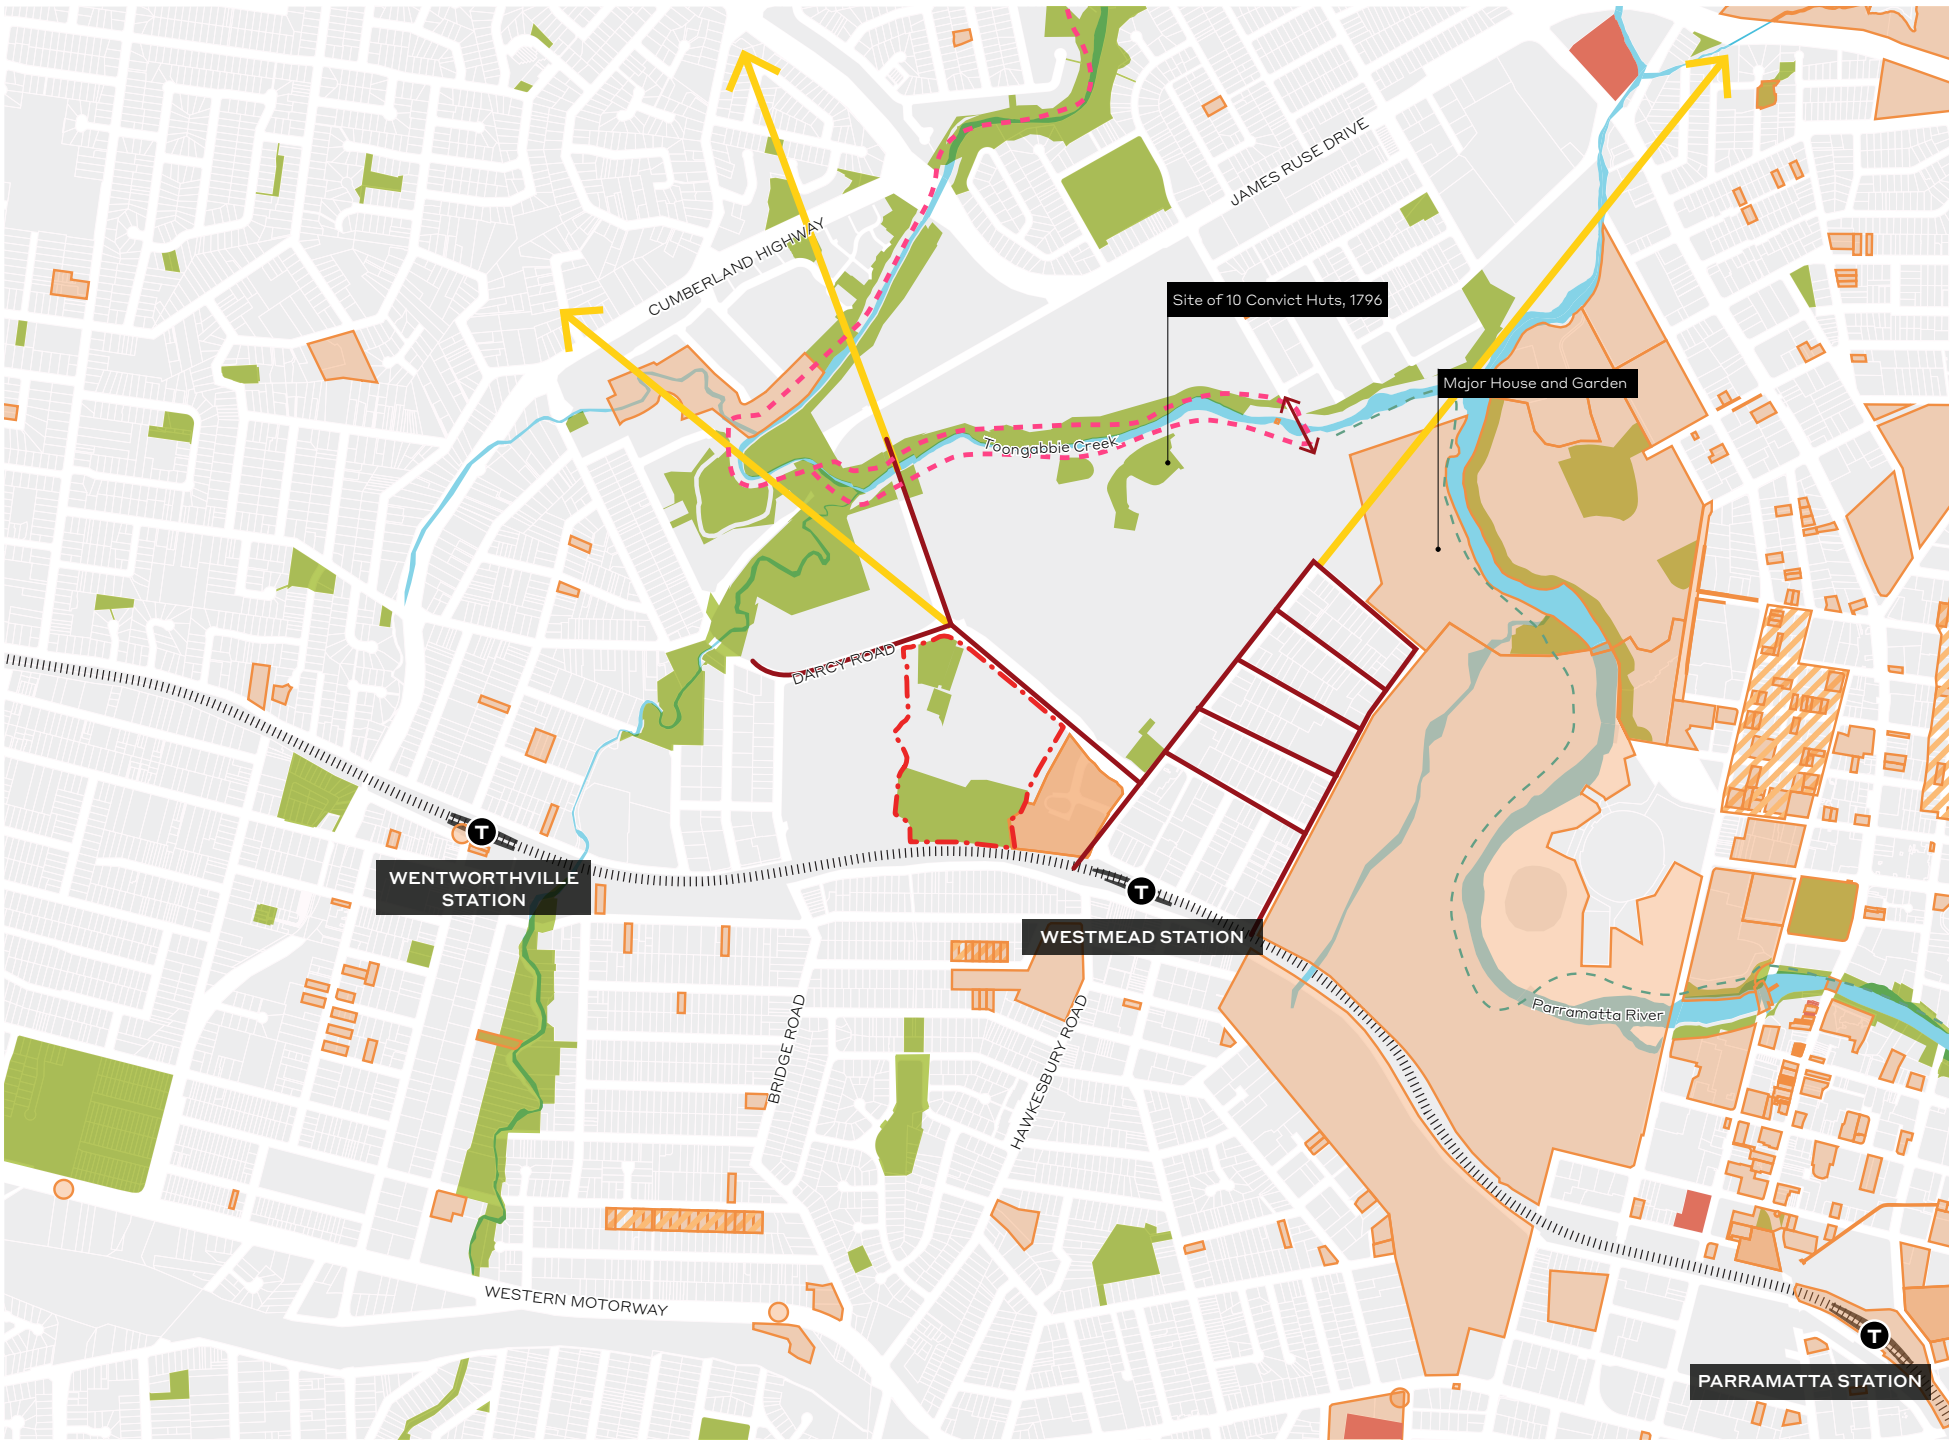 JAMES RUSE DRIVE
CUMBERLAND HIGHWAY
Site of 10 Convict Huts, 1796
Major House and Garden
Toongabbie Creek
DARCY ROAD
T
WENTWORTHVILLE
STATION
T
WESTMEAD STATION
BRIDGE ROAD
HAWKESBURY ROAD
Parramatta River
WESTERN MOTORWAY
T
PARRAMATTA STATION